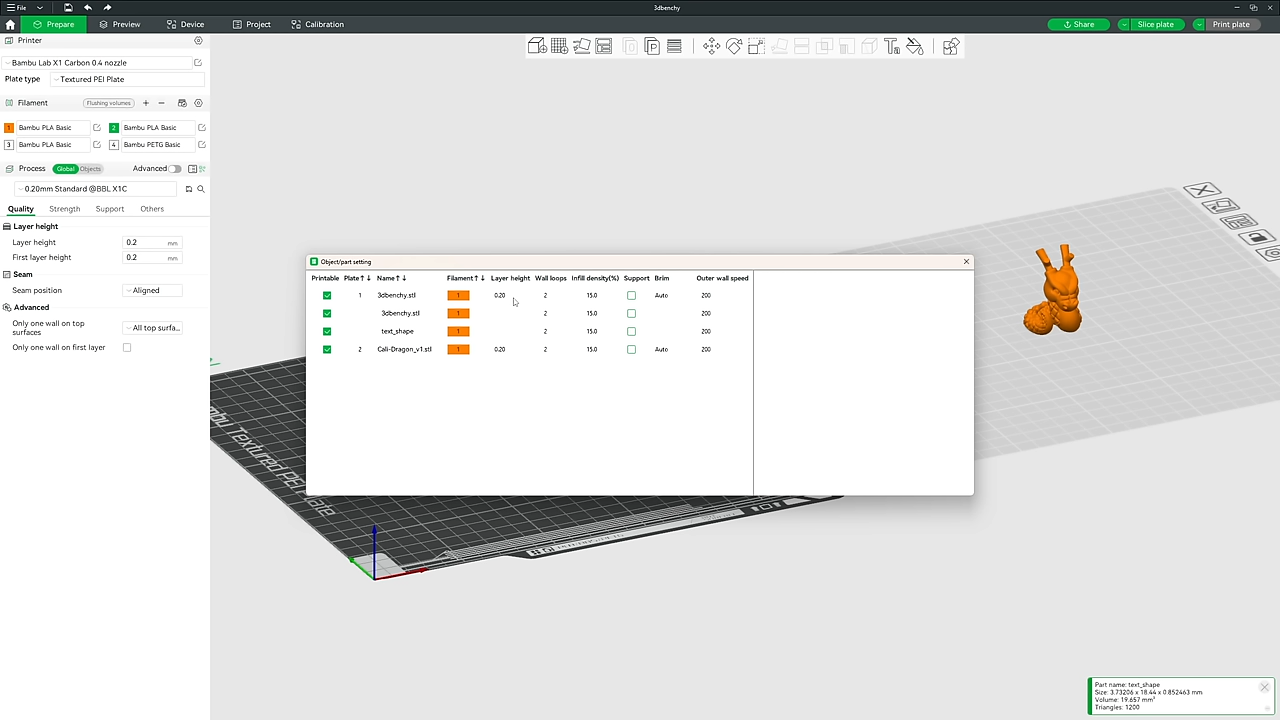 File
3dbenchy
Prepare
Preview
Device
Project
Calibration
Share
Slice plate
Print plate
Printer
Bambu Lab X1 Carbon 0.4 nozzle
Plate type
Textured PEI Plate
Filament
Flushing volumes
1 Bambu PLA Basic
2 Bambu PLA Basic
3 Bambu PLA Basic
4 Bambu PETG Basic
Process Global Objects Advanced
0.20mm Standard @BBL X1C
Quality Strength Support Others
Layer height
Layer height 0.2 mm
First layer height 0.2 mm
Seam
Seam position Aligned
Advanced
Only one wall on top
surfaces
All top surfa...
Only one wall on first layer
Object/part setting
Printable Plate Name Filament Layer height Wall loops Infill density(%) Support Brim Outer wall speed
1 3dbenchy.stl 1 0.20 2 15.0 Auto 200
3dbenchy.stl 1 2 15.0 200
text_shape 1 2 15.0 200
2 Cali-Dragon_v1.stl 1 0.20 2 15.0 Auto 200
Textured PEI Plate
Part name: text_shape
Size: 3.73206 x 18.44 x 0.852463 mm
Volume: 19.657 mm³
Triangles: 1200